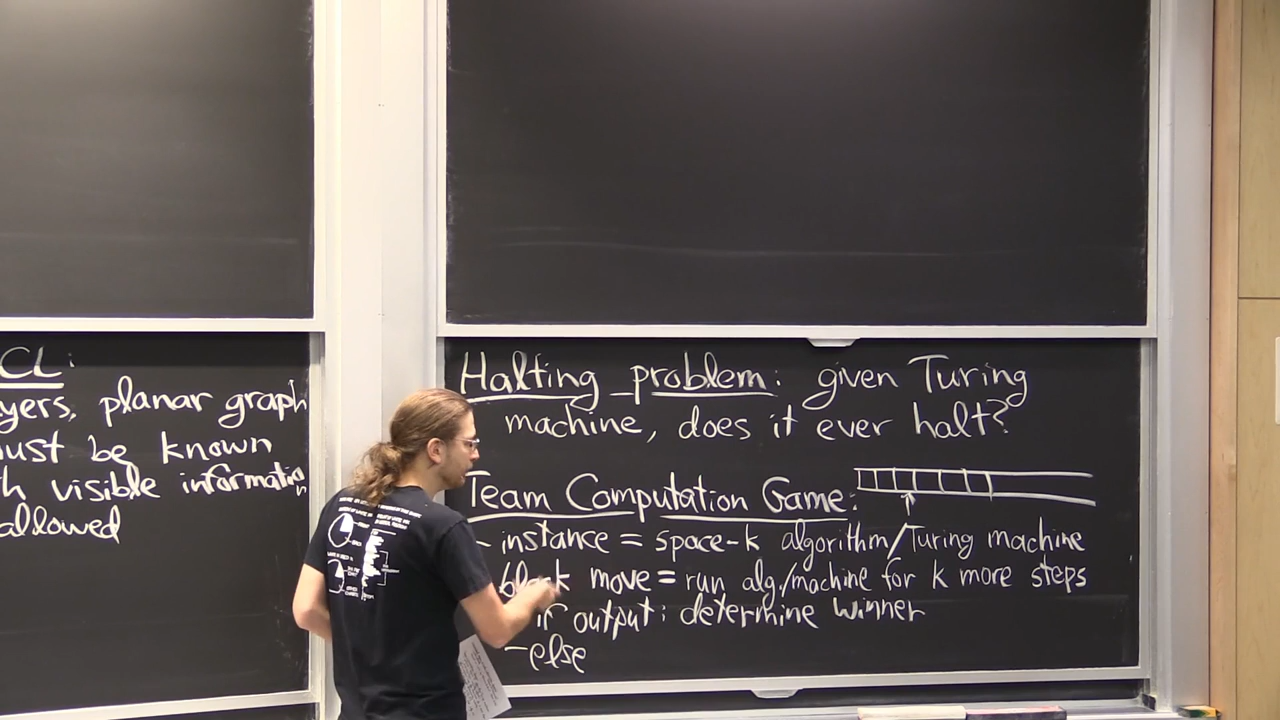 CL:
yers, planar graph
ust be known
h visible information
allowed
Halting problem: given Turing
machine, does it ever halt?
Team Computation Game:
- instance = space-k algorithm/Turing machine
black move = run alg./machine for k more steps
if output: determine winner
- else